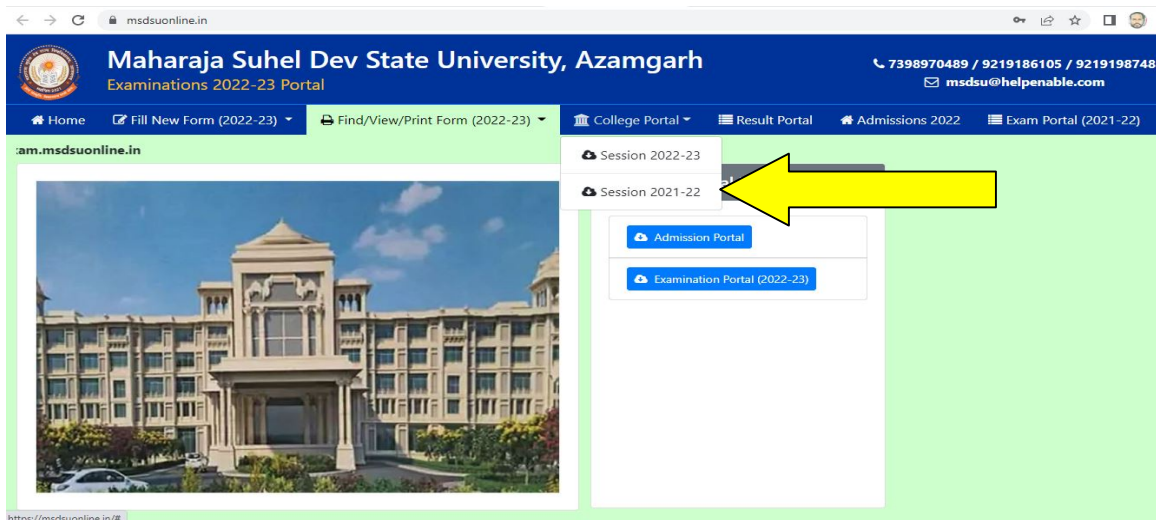 msdsuonline.in
Maharaja Suhel Dev State University, Azamgarh
Examinations 2022-23 Portal
7398970489 / 9219186105 / 9219198748
msdsu@helpenable.com
Home Fill New Form (2022-23) Find/View/Print Form (2022-23) College Portal Result Portal Admissions 2022 Exam Portal (2021-22)
am.msdsuonline.in
Session 2022-23
Session 2021-22
Admission Portal
Examination Portal (2022-23)
https://msdsuonline.in/#